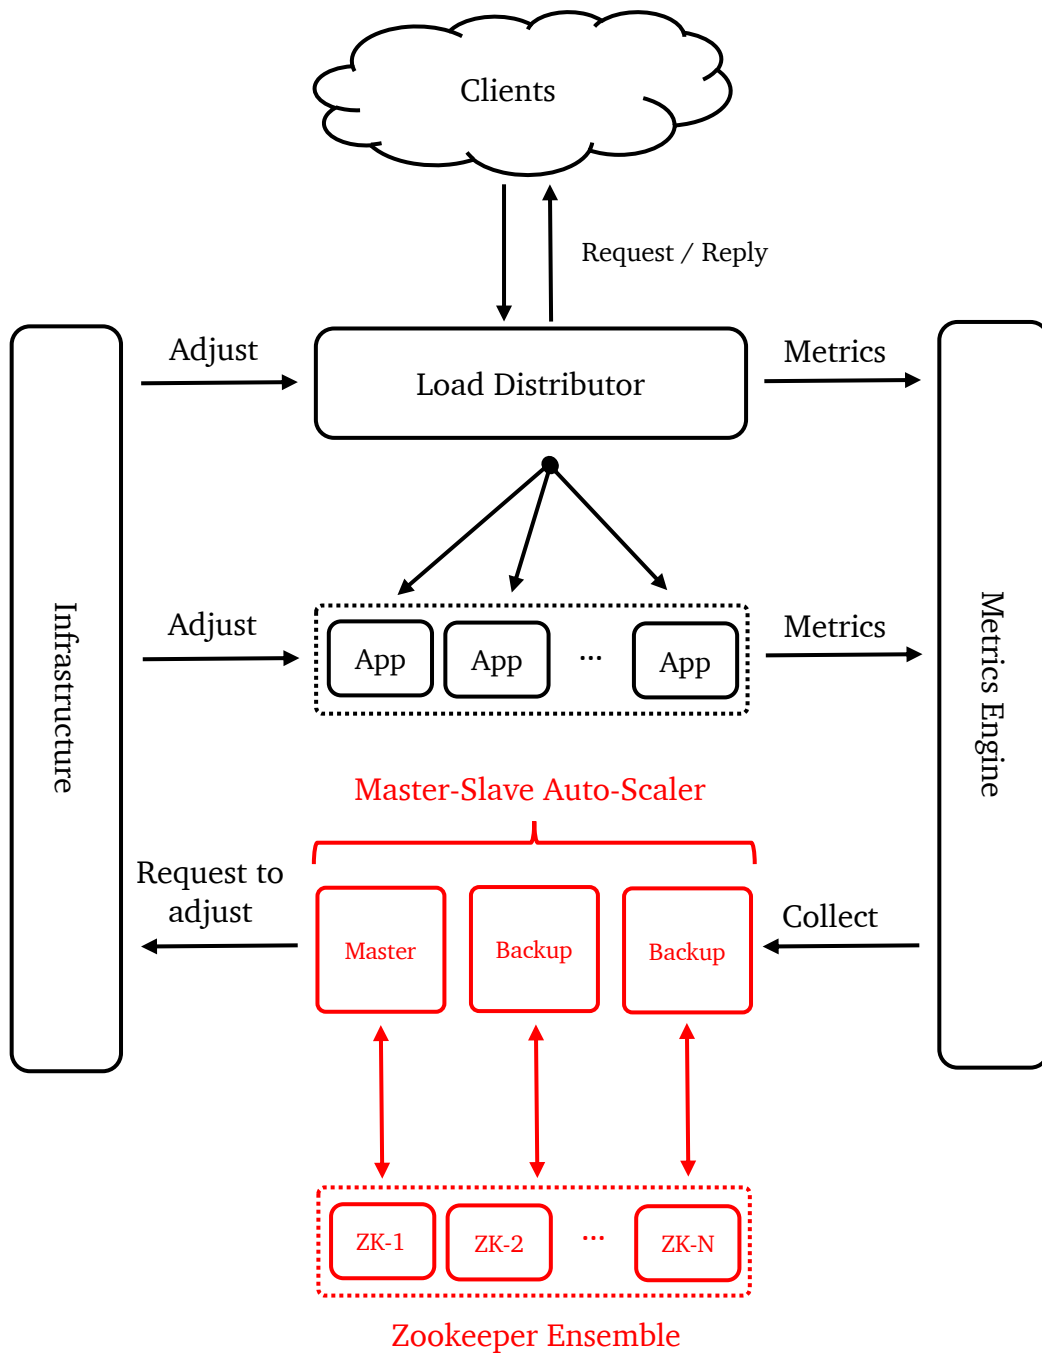 Clients
Request / Reply
Adjust
Load Distributor
Metrics
Infrastructure
Adjust
App
App
...
App
Metrics
Metrics Engine
Master-Slave Auto-Scaler
Request to
adjust
Master
Backup
Backup
Collect
ZK-1
ZK-2
...
ZK-N
Zookeeper Ensemble